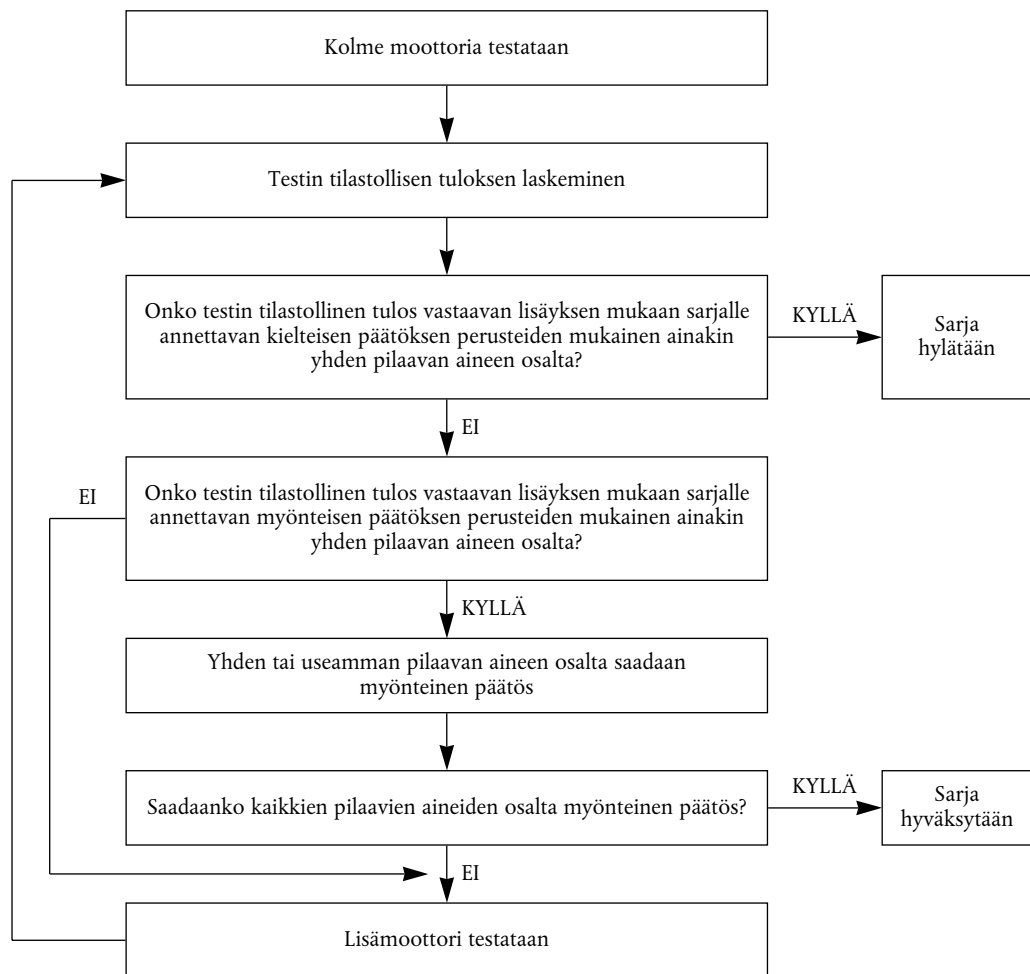 Kolme moottoria testataan
Testin tilastollisen tuloksen laskeminen
Onko testin tilastollinen tulos vastaavan lisäyksen mukaan sarjalle
annettavan kielteisen päätöksen perusteiden mukainen ainakin
yhden pilaavan aineen osalta?
KYLLÄ
Sarja
hylätään
EI
EI
Onko testin tilastollinen tulos vastaavan lisäyksen mukaan sarjalle
annettavan myönteisen päätöksen perusteiden mukainen ainakin
yhden pilaavan aineen osalta?
KYLLÄ
Yhden tai useamman pilaavan aineen osalta saadaan
myönteinen päätös
Saadaanko kaikkien pilaavien aineiden osalta myönteinen päätös?
KYLLÄ
Sarja
hyväksytään
EI
Lisämoottori testataan